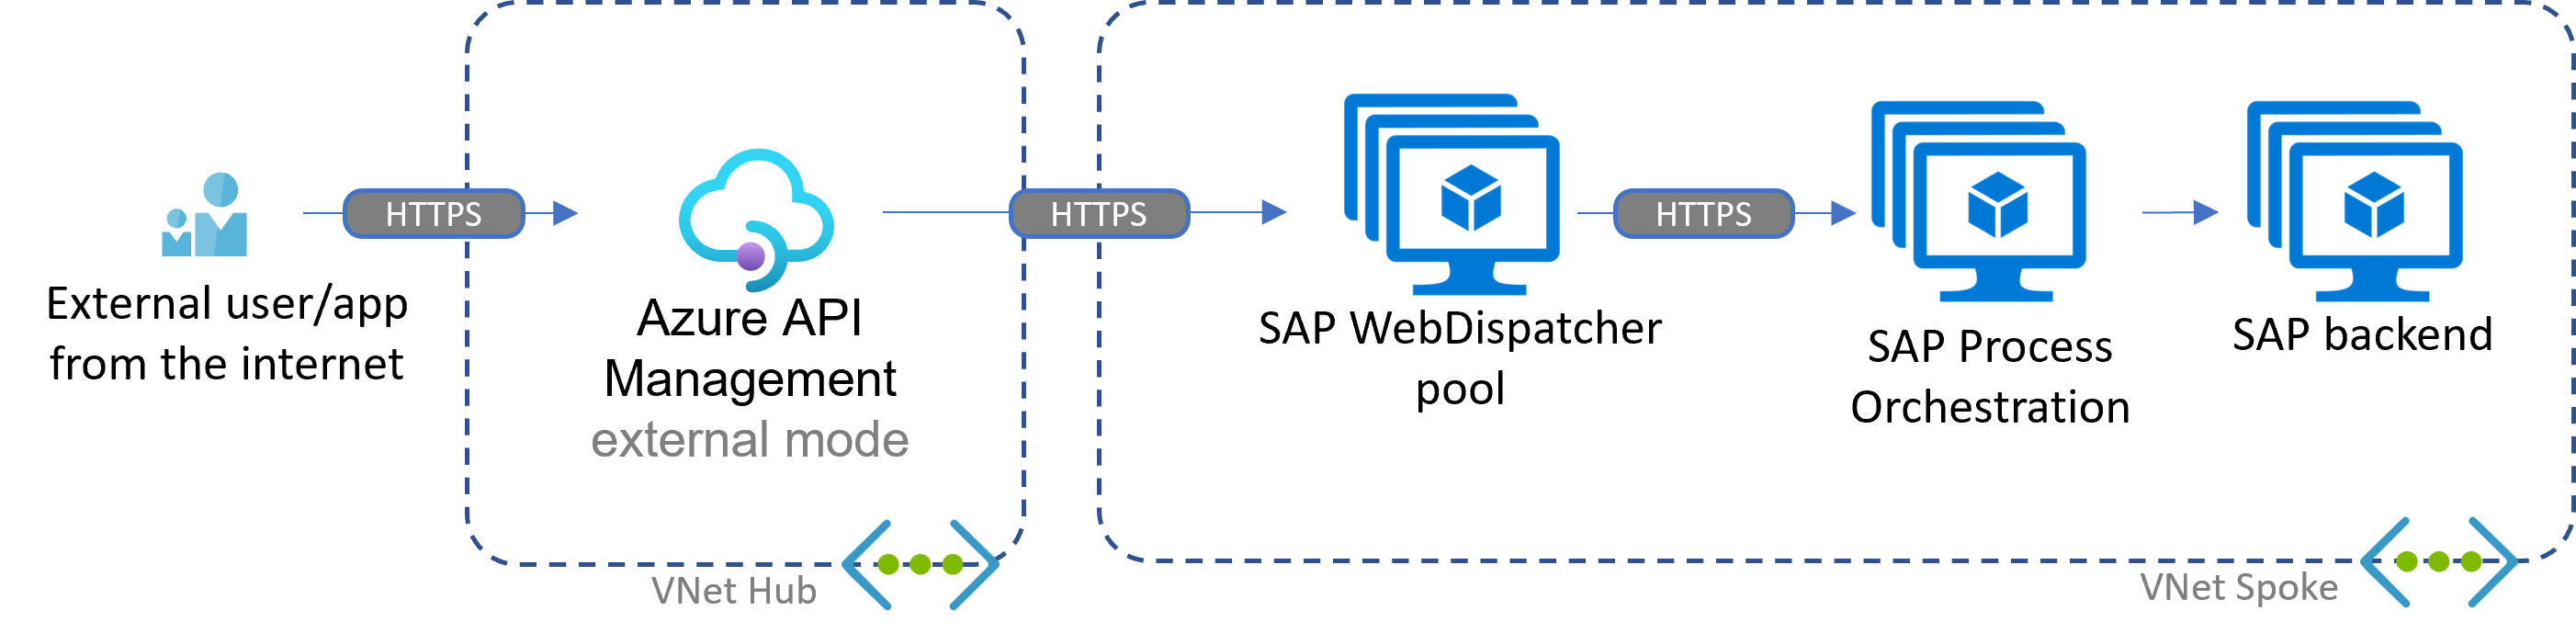 External user/app
from the internet
HTTPS
Azure API
Management
external mode
VNet Hub
HTTPS
SAP WebDispatcher
pool
HTTPS
SAP Process
Orchestration
SAP backend
VNet Spoke